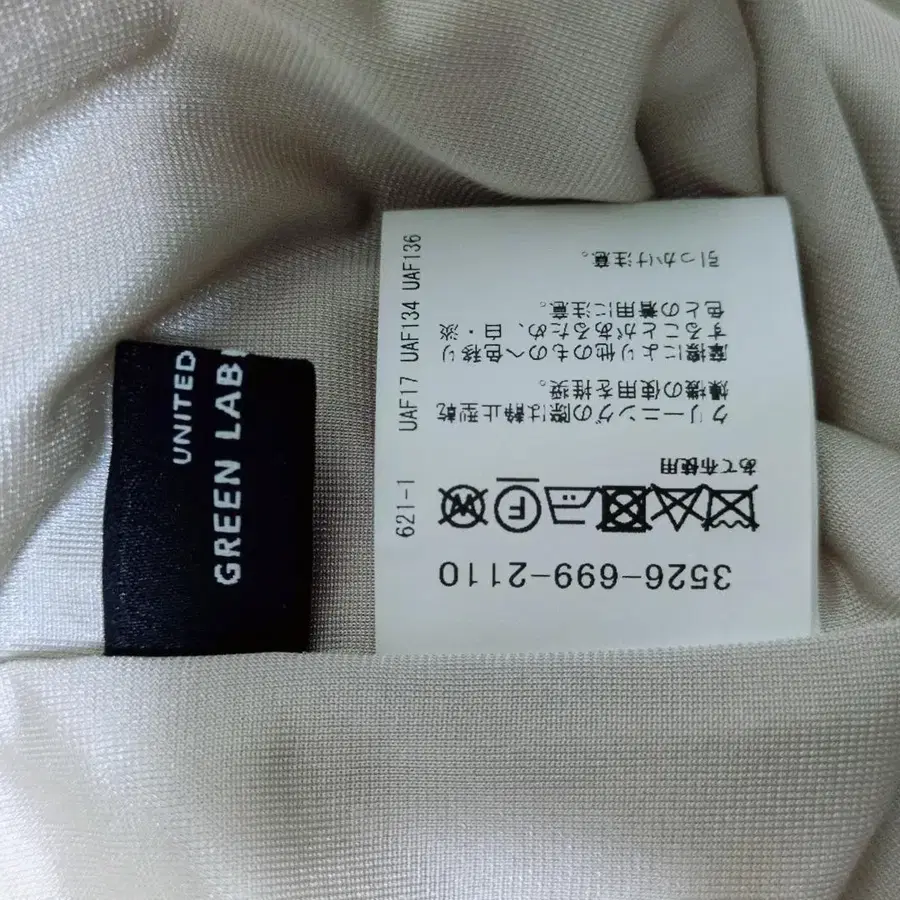 UNITED
GREEN LAB
3526-699-2110
あて布使用
クリーニングの際は静止型乾
燥機の使用を推奨。
摩擦により他のものへ色移り
することがあるため、白・淡
色との着用に注意。
引っかけ注意。
621-1
UAF17 UAF134 UAF136